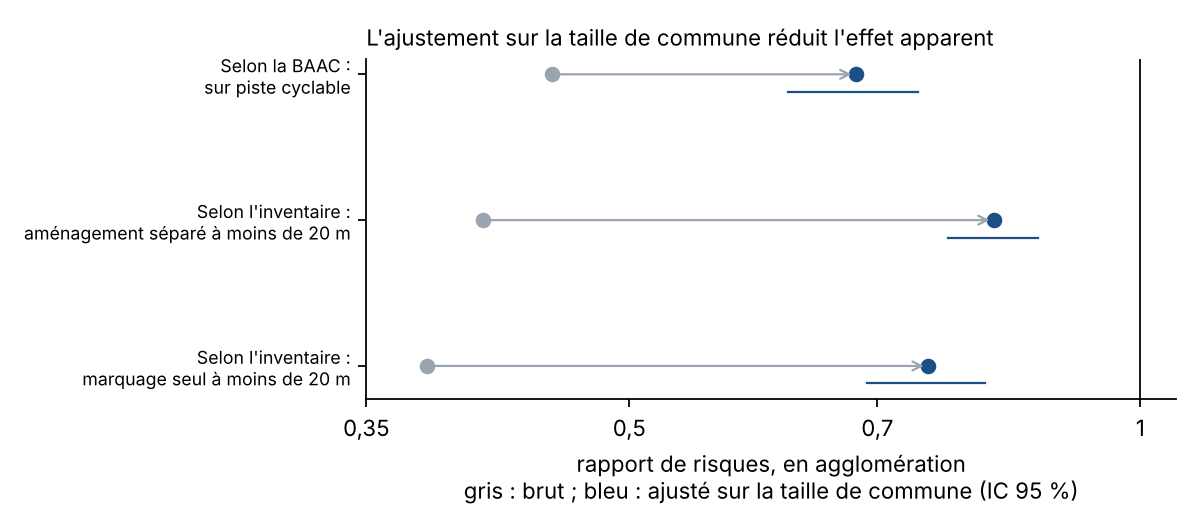 L'ajustement sur la taille de commune réduit l'effet apparent
Selon la BAAC :
sur piste cyclable
Selon l'inventaire :
aménagement séparé à moins de 20 m
Selon l'inventaire :
marquage seul à moins de 20 m
0,35
0,5
0,7
1
rapport de risques, en agglomération
gris : brut ; bleu : ajusté sur la taille de commune (IC 95 %)